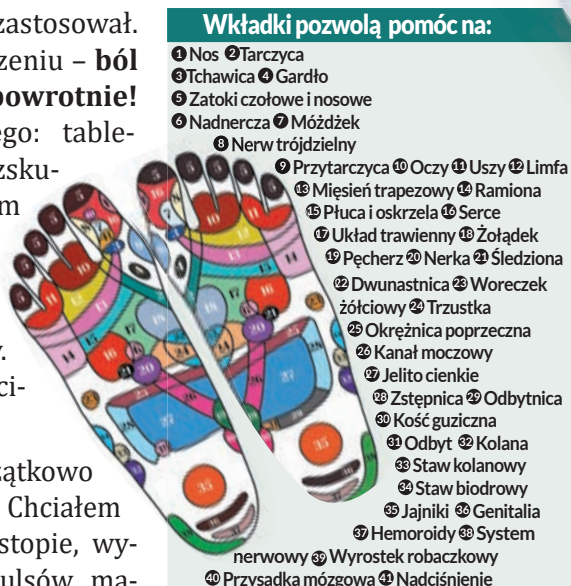 zastosował.
zeniu – ból
powrotnie!
ego: table-
zsku-
m
y.
ci-
zątkowo
Chciałem
stopie, wy-
ulsów ma-
Wkładki pozwolą pomóc na:
1 Nos 2 Tarczyca
3 Tchawica 4 Gardło
5 Zatoki czołowe i nosowe
6 Nadnercza 7 Móżdżek
8 Nerw trójdzielny
9 Przytarczyca 10 Oczy 11 Uszy 12 Limfa
13 Mięsień trapezowy 14 Ramiona
15 Płuca i oskrzela 16 Serce
17 Układ trawienny 18 Żołądek
19 Pęcherz 20 Nerka 21 Śledziona
22 Dwunastnica 23 Woreczek
żółciowy 24 Trzustka
25 Okrężnica poprzeczna
26 Kanał moczowy
27 Jelito cienkie
28 Zstępnica 29 Odbytnica
30 Kość guziczna
31 Odbyt 32 Kolana
33 Staw kolanowy
34 Staw biodrowy
35 Jajniki 36 Genitalia
37 Hemoroidy 38 System
nerwowy 39 Wyrostek robaczkowy
40 Przysadka mózgowa 41 Nadciśnienie